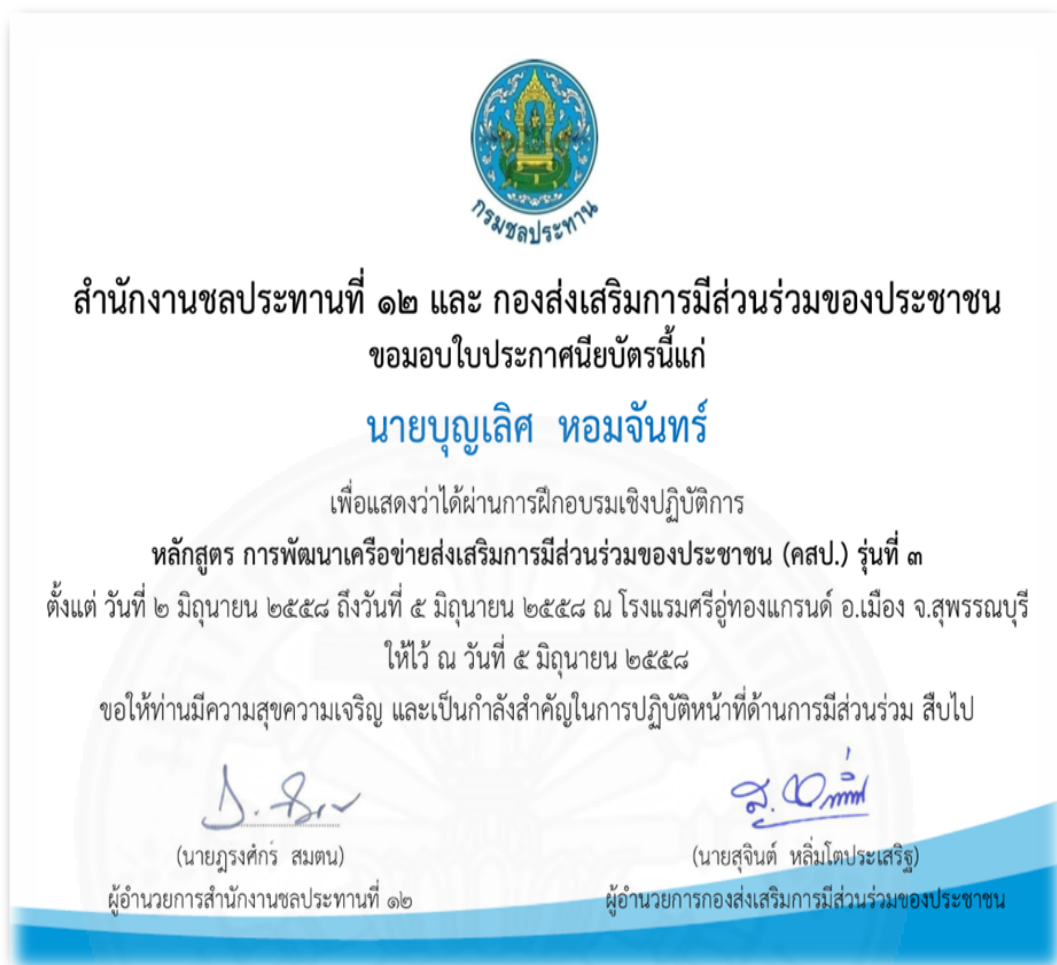 กรมชลประทาน
สำนักงานชลประทานที่ ๑๒ และ กองส่งเสริมการมีส่วนร่วมของประชาชน
ขอมอบใบประกาศนียบัตรนี้แก่
นายบุญเลิศ หอมจันทร์
เพื่อแสดงว่าได้ผ่านการฝึกอบรมเชิงปฏิบัติการ
หลักสูตร การพัฒนาเครือข่ายส่งเสริมการมีส่วนร่วมของประชาชน (คสป.) รุ่นที่ ๓
ตั้งแต่ วันที่ ๒ มิถุนายน ๒๕๕๘ ถึงวันที่ ๕ มิถุนายน ๒๕๕๘ ณ โรงแรมศรีอู่ทองแกรนด์ อ.เมือง จ.สุพรรณบุรี
ให้ไว้ ณ วันที่ ๕ มิถุนายน ๒๕๕๘
ขอให้ท่านมีความสุขความเจริญ และเป็นกำลังสำคัญในการปฏิบัติหน้าที่ด้านการมีส่วนร่วม สืบไป
(นายฎรงศ์กร สมตน) (นายสุจินต์ หลิ่มโตประเสริฐ)
ผู้อำนวยการสำนักงานชลประทานที่ ๑๒ ผู้อำนวยการกองส่งเสริมการมีส่วนร่วมของประชาชน